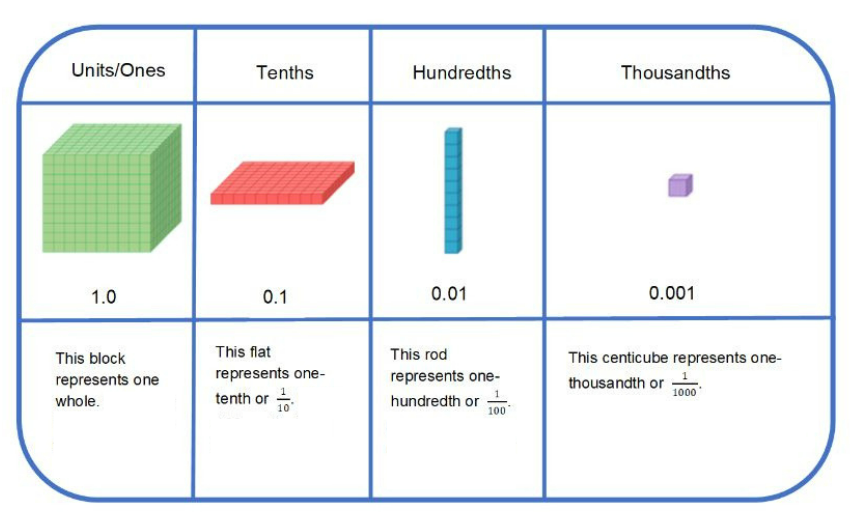 Units/Ones
Tenths
Hundredths
Thousandths
1.0
0.1
0.01
0.001
This block
represents one
whole.
This flat
represents one-
tenth or 1/10.
This rod
represents one-
hundredth or 1/100.
This centicube represents one-
thousandth or 1/1000.